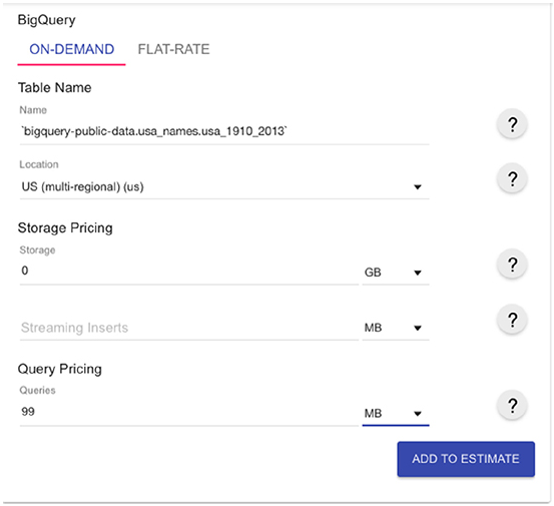 BigQuery
ON-DEMAND FLAT-RATE
Table Name
Name
`bigquery-public-data.usa_names.usa_1910_2013`
?
Location
US (multi-regional) (us)
?
Storage Pricing
Storage
0 GB
?
Streaming Inserts MB
?
Query Pricing
Queries
99 MB
?
ADD TO ESTIMATE